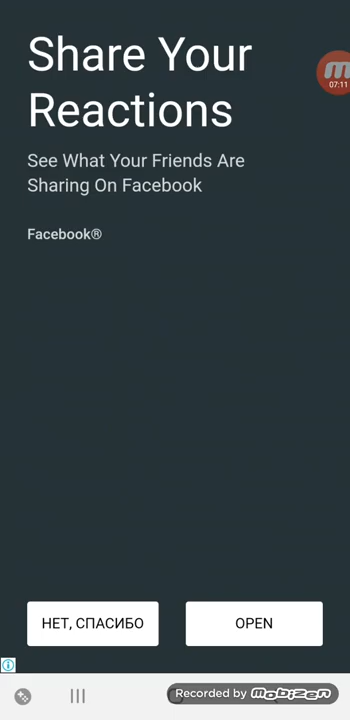 Share Your
Reactions
07:11
See What Your Friends Are
Sharing On Facebook
Facebook®
НЕТ, СПАСИБО
OPEN
Recorded by mobizen